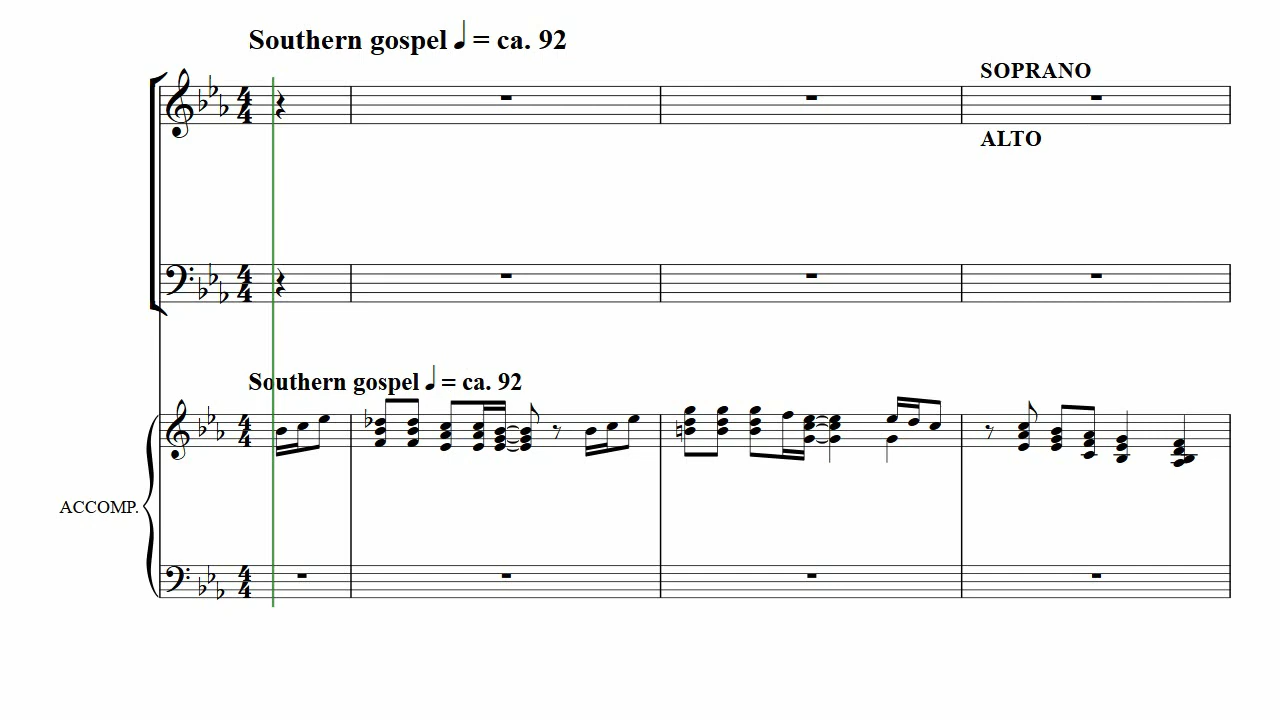 Southern gospel ♩ = ca. 92
SOPRANO
ALTO
Southern gospel ♩ = ca. 92
ACCOMP.